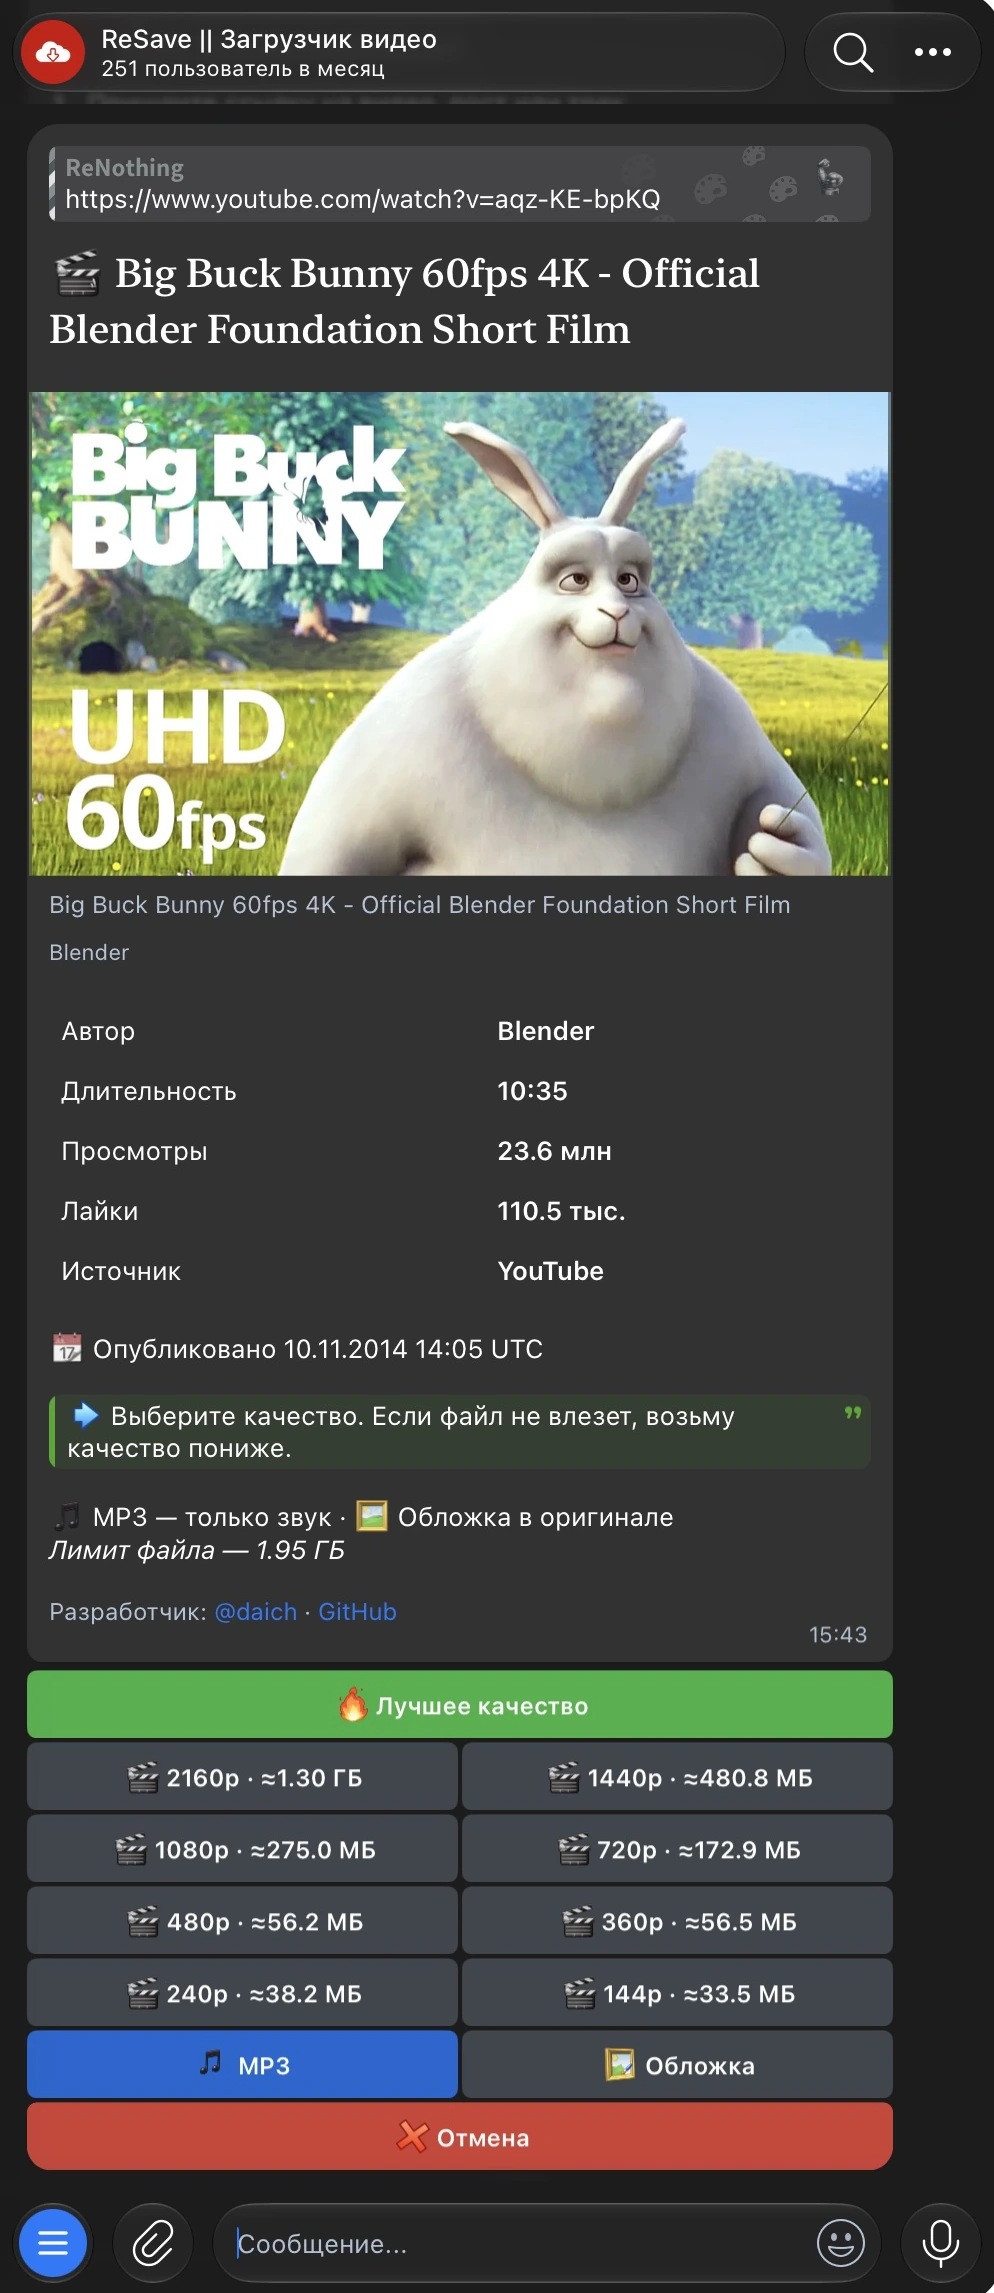 ReSave || Загрузчик видео
251 пользователь в месяц
ReNothing
https://www.youtube.com/watch?v=aqz-KE-bpKQ
🎬 Big Buck Bunny 60fps 4K - Official
Blender Foundation Short Film
Big Buck
BUNNY
UHD
60fps
Big Buck Bunny 60fps 4K - Official Blender Foundation Short Film
Blender
Автор Blender
Длительность 10:35
Просмотры 23.6 млн
Лайки 110.5 тыс.
Источник YouTube
📆 Опубликовано 10.11.2014 14:05 UTC
➡️ Выберите качество. Если файл не влезет, возьму
качество пониже.
🎵 MP3 — только звук · 🖼 Обложка в оригинале
Лимит файла — 1.95 ГБ
Разработчик: @daich · GitHub
15:43
🔥 Лучшее качество
🎬 2160p · ≈1.30 ГБ
🎬 1440p · ≈480.8 МБ
🎬 1080p · ≈275.0 МБ
🎬 720p · ≈172.9 МБ
🎬 480p · ≈56.2 МБ
🎬 360p · ≈56.5 МБ
🎬 240p · ≈38.2 МБ
🎬 144p · ≈33.5 МБ
🎵 MP3
🖼 Обложка
❌ Отмена
Сообщение...